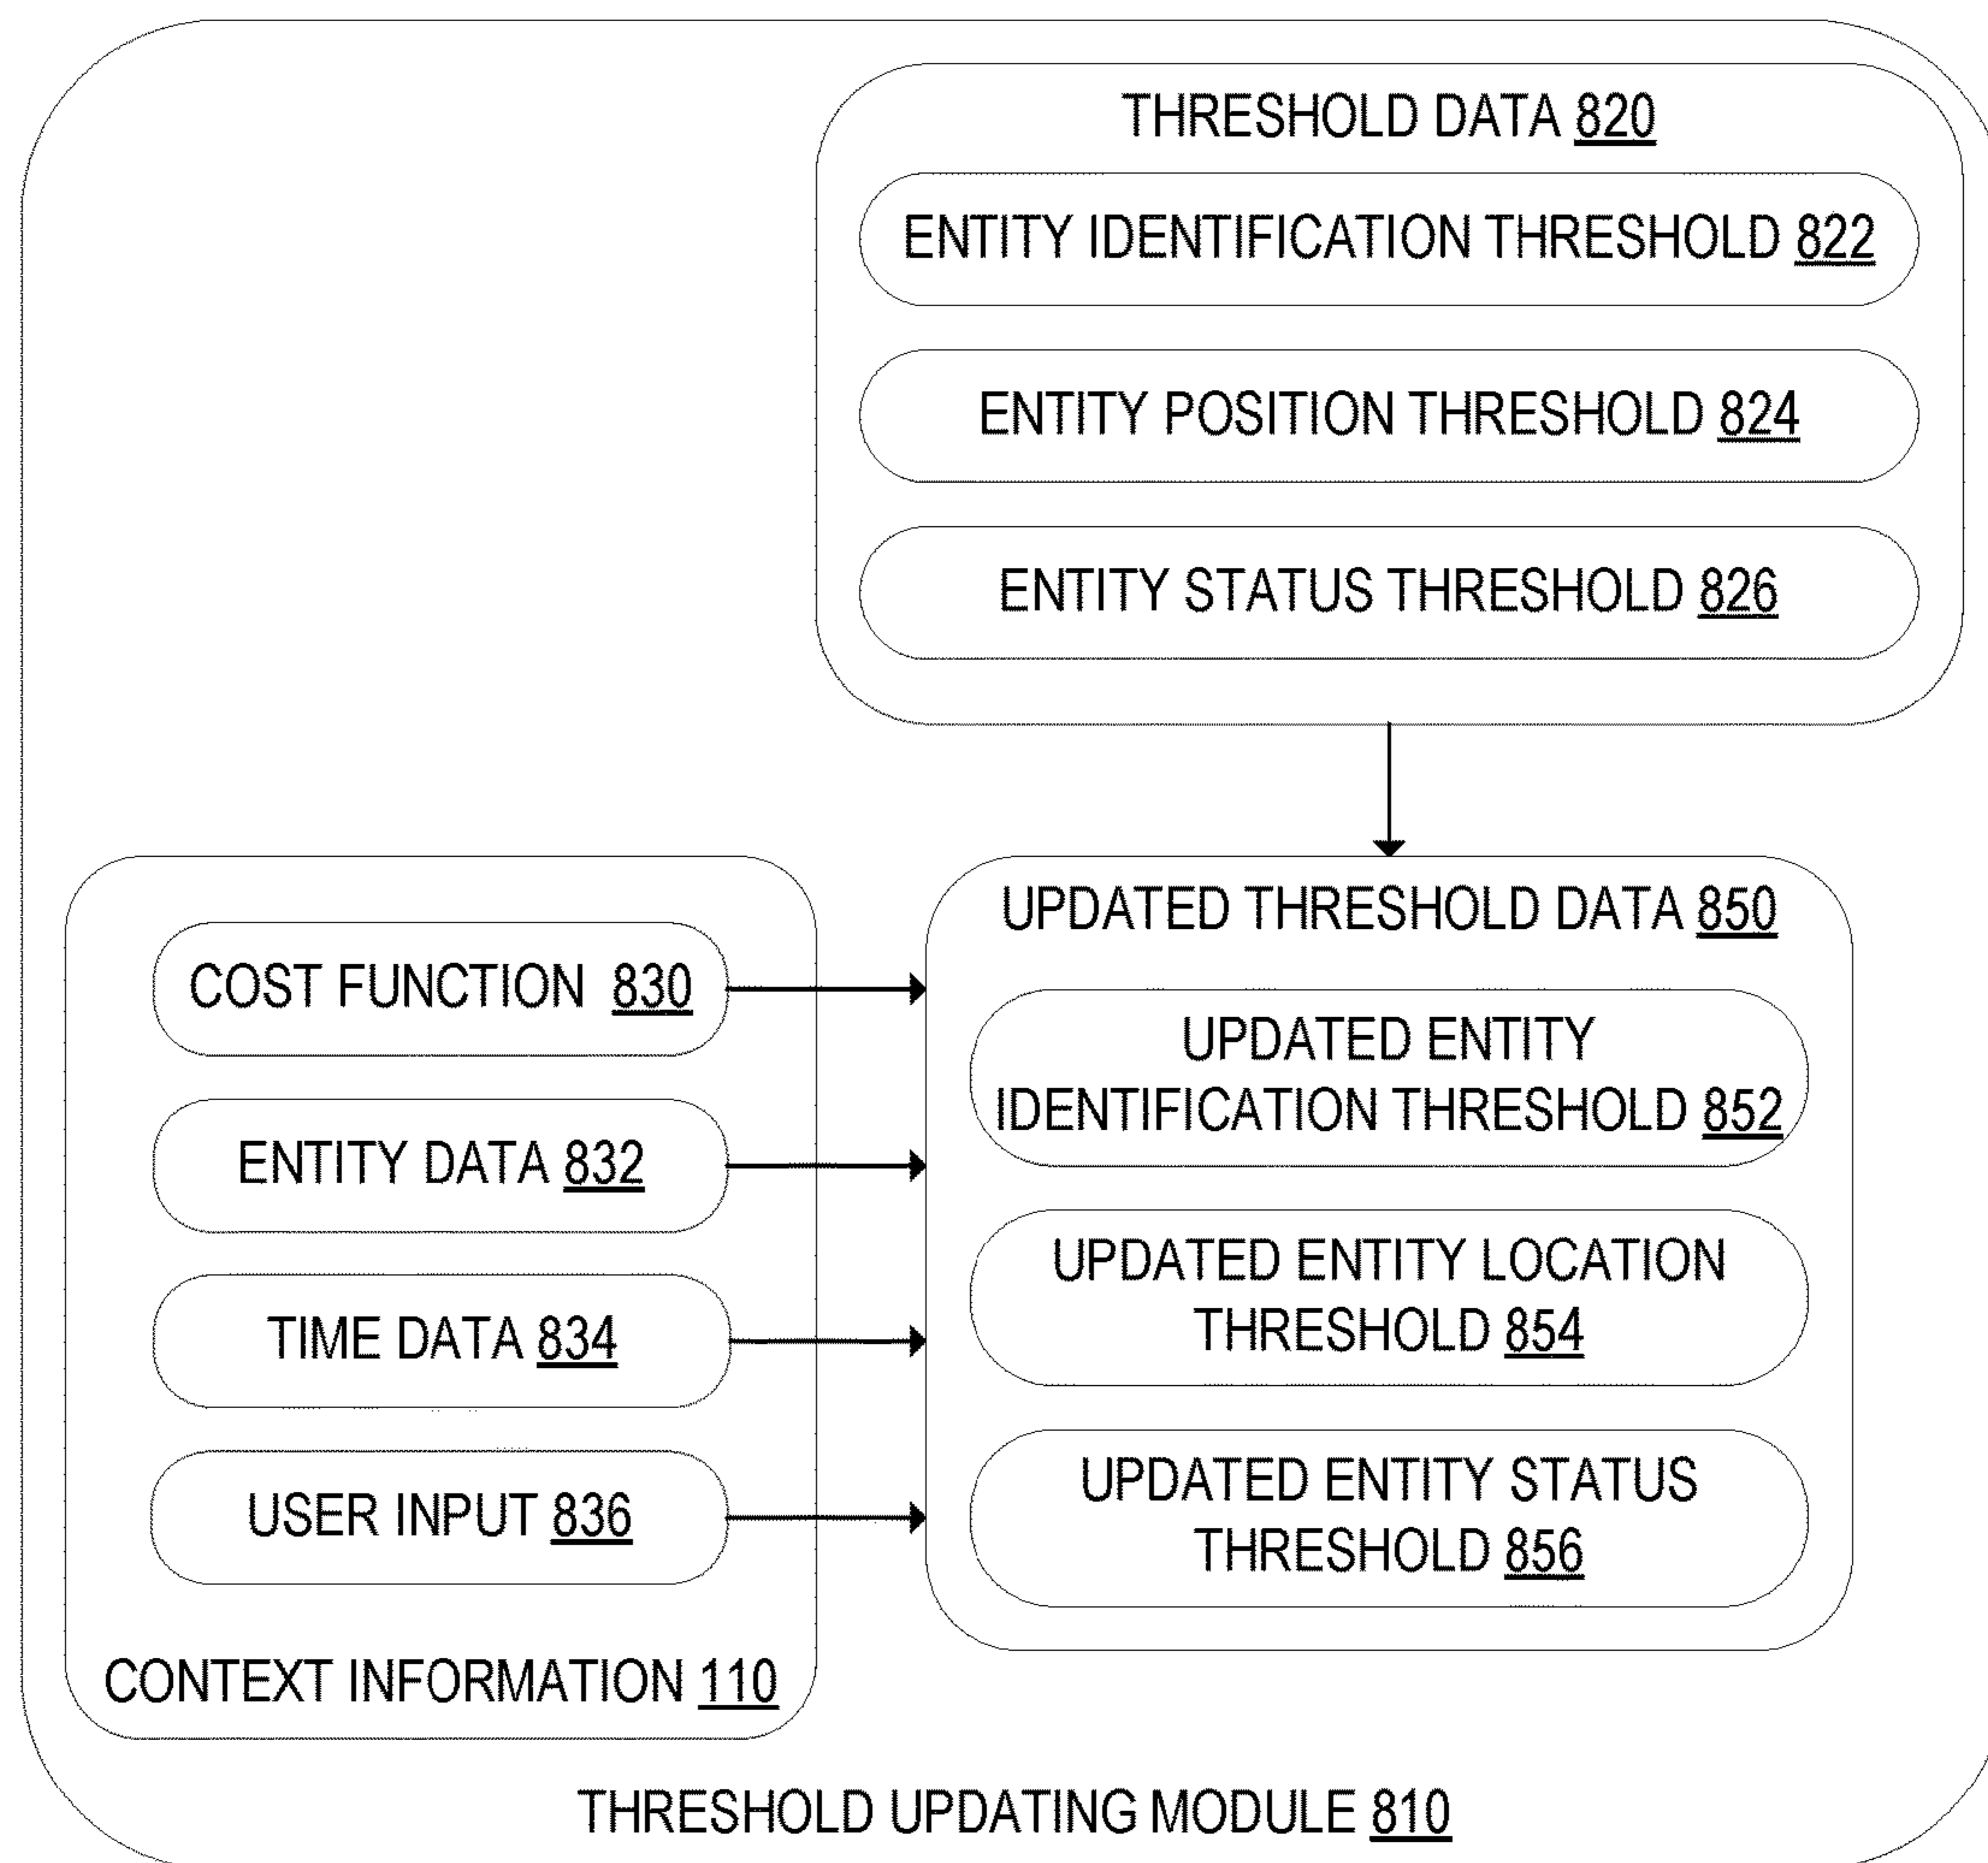 THRESHOLD DATA 820
ENTITY IDENTIFICATION THRESHOLD 822
ENTITY POSITION THRESHOLD 824
ENTITY STATUS THRESHOLD 826
COST FUNCTION 830
ENTITY DATA 832
TIME DATA 834
USER INPUT 836
CONTEXT INFORMATION 110
UPDATED THRESHOLD DATA 850
UPDATED ENTITY
IDENTIFICATION THRESHOLD 852
UPDATED ENTITY LOCATION
THRESHOLD 854
UPDATED ENTITY STATUS
THRESHOLD 856
THRESHOLD UPDATING MODULE 810